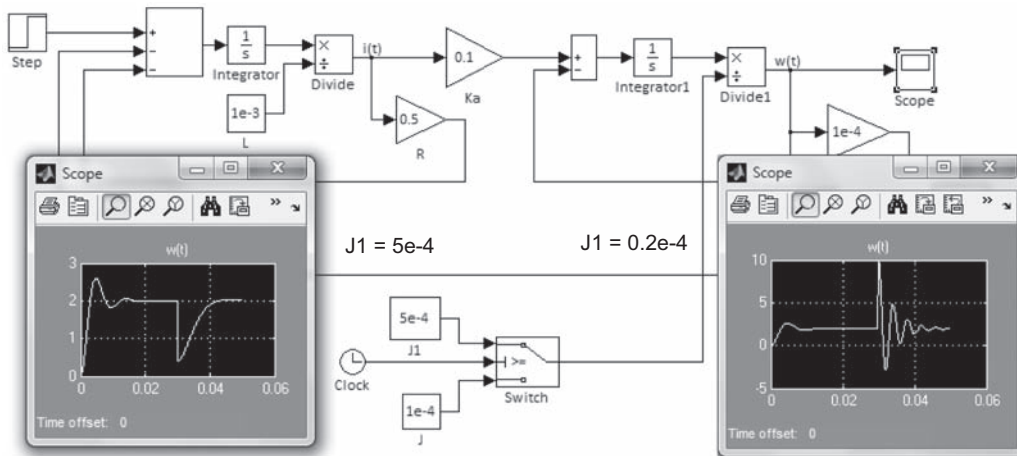 Step
+
−
−
1
s
Integrator
×
÷
Divide
i(t)
1e-3
L
0.1
Ka
0.5
R
+
−
1
s
Integrator1
×
÷
Divide1
w(t)
Scope
1e-4
Scope
w(t)
3
2
1
0
0
0.02
0.04
0.06
Time offset: 0
J1 = 5e-4
J1 = 0.2e-4
5e-4
J1
Clock
>=
Switch
1e-4
J
Scope
w(t)
10
5
0
-5
0
0.02
0.04
0.06
Time offset: 0